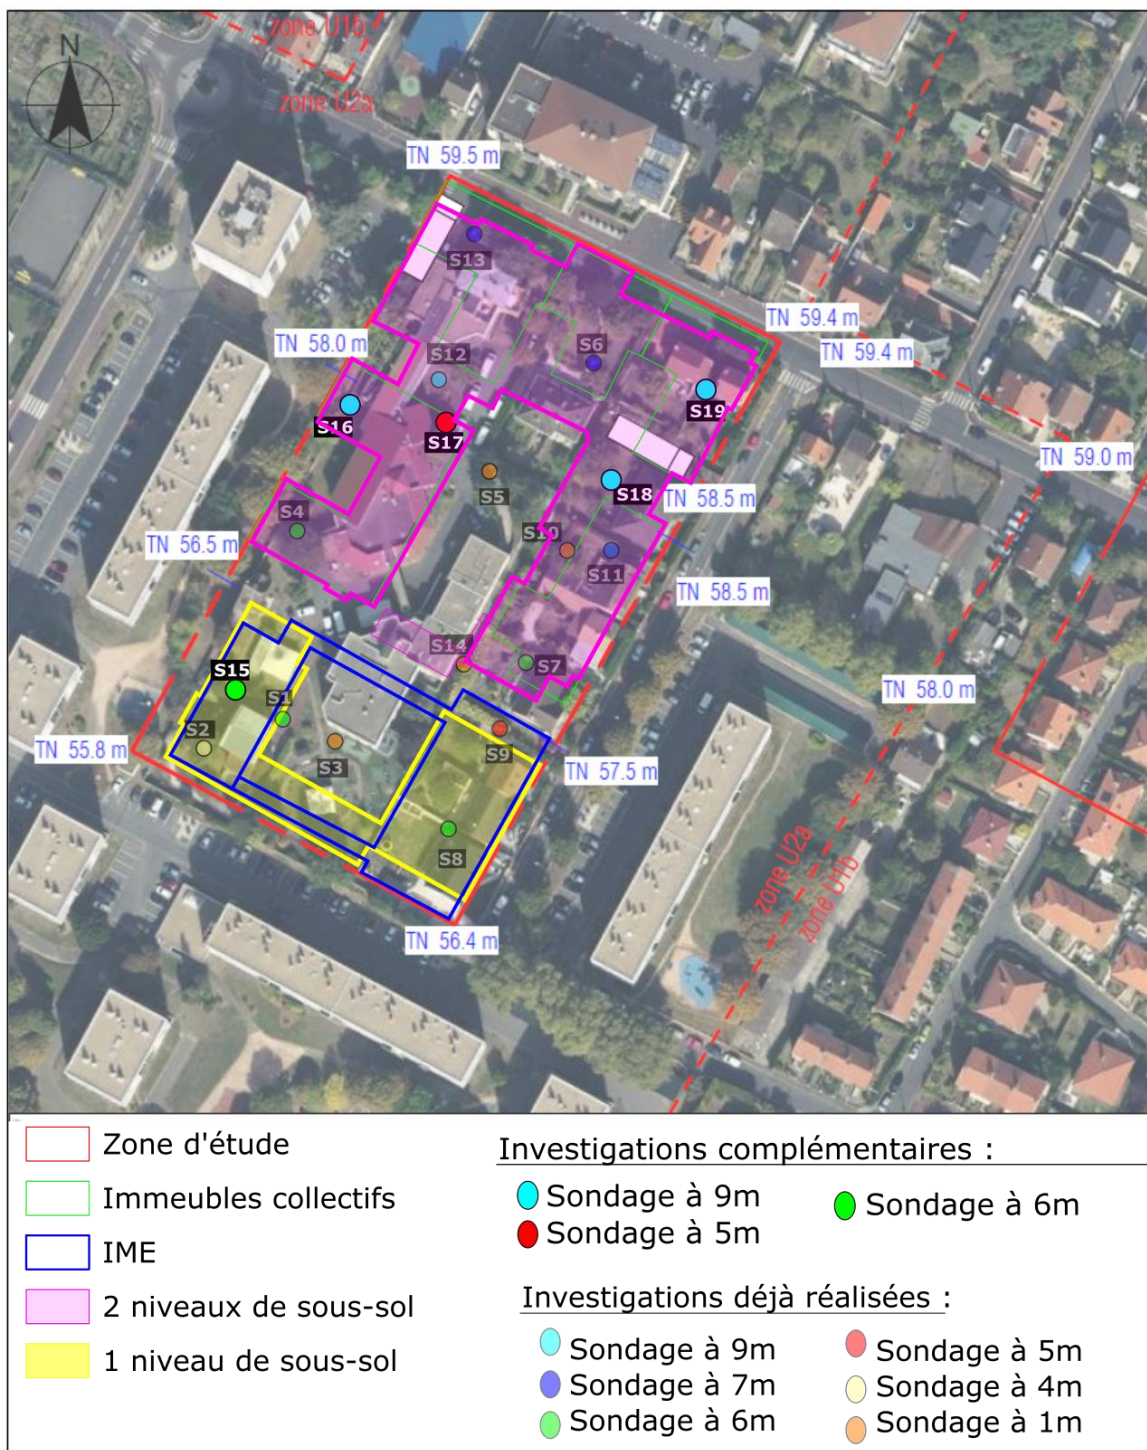 zone U1b
zone U2a
N
TN 59.5 m
S13
TN 59.4 m
TN 58.0 m
TN 59.4 m
S6
S12
S19
S16
S17
TN 59.0 m
S5
S18
TN 58.5 m
S4
S10
TN 56.5 m
S11
TN 58.5 m
S14
S7
S15
TN 58.0 m
S1
S2
S9
TN 55.8 m
S3
TN 57.5 m
S8
zone U2a
zone U1b
TN 56.4 m
Zone d'étude
Immeubles collectifs
IME
2 niveaux de sous-sol
1 niveau de sous-sol
Investigations complémentaires :
Sondage à 9m
Sondage à 6m
Sondage à 5m
Investigations déjà réalisées :
Sondage à 9m
Sondage à 7m
Sondage à 6m
Sondage à 5m
Sondage à 4m
Sondage à 1m